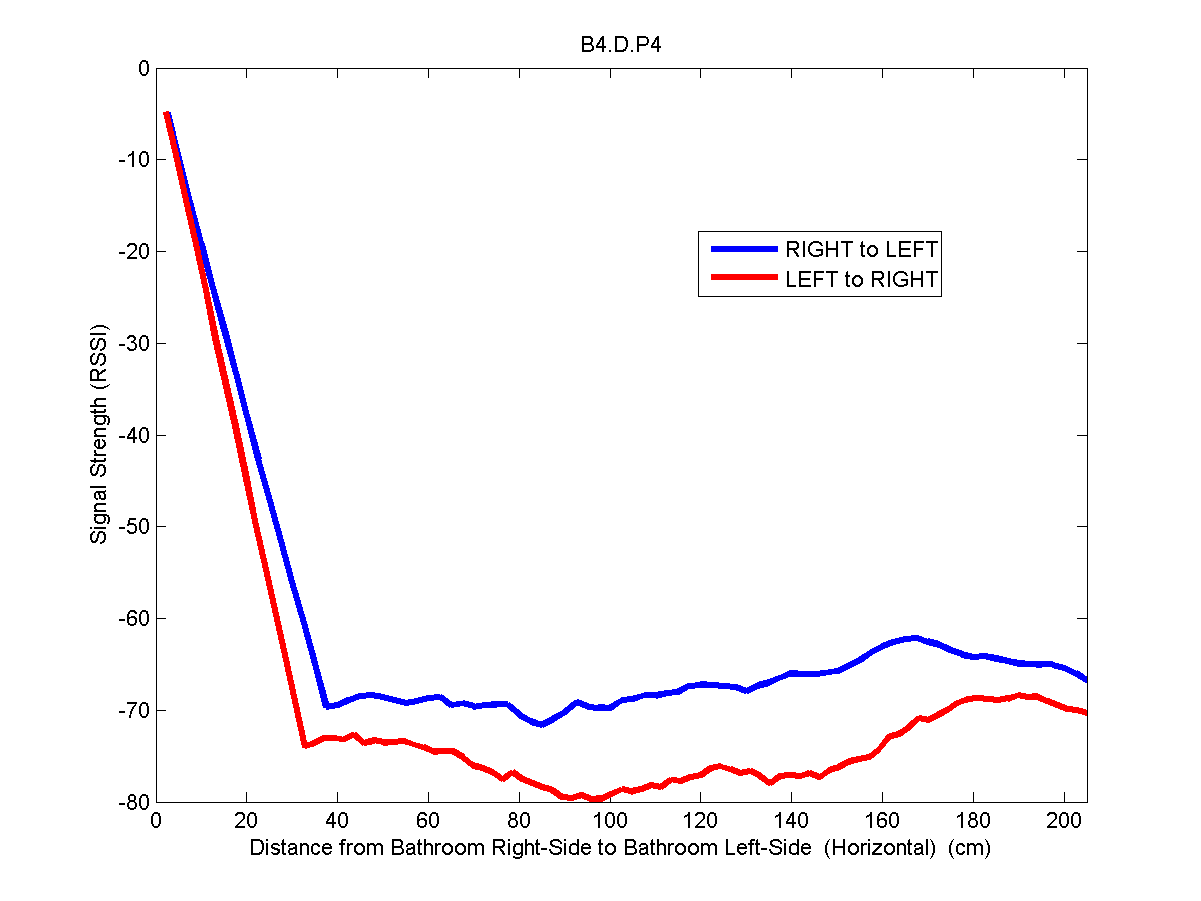 B4.D.P4
0
-10
-20
-30
-40
-50
-60
-70
-80
Signal Strength (RSSI)
RIGHT to LEFT
LEFT to RIGHT
0 20 40 60 80 100 120 140 160 180 200
Distance from Bathroom Right-Side to Bathroom Left-Side (Horizontal) (cm)